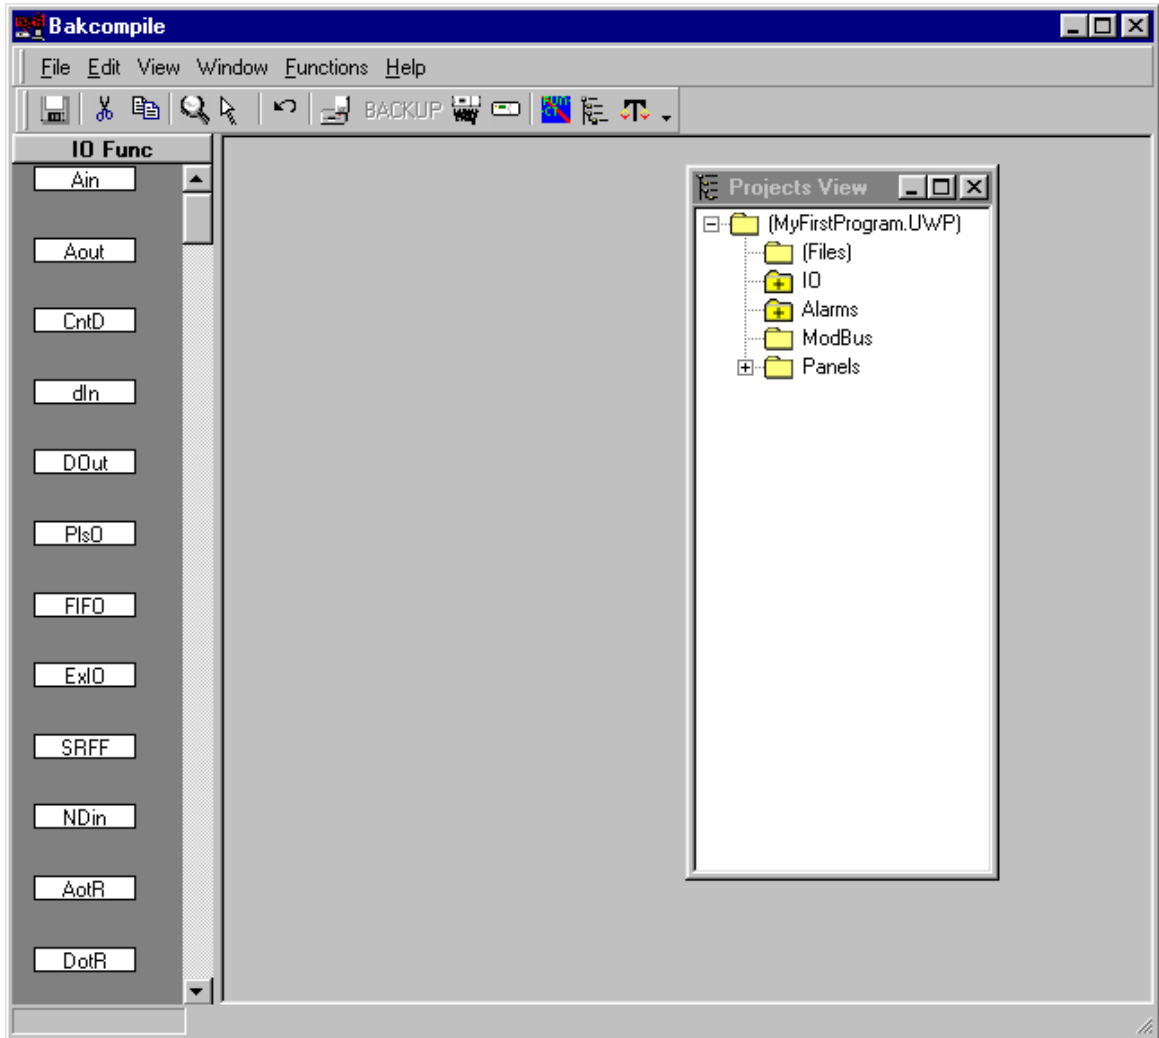 Bakcompile
File Edit View Window Functions Help
BACKUP
IO Func
Ain
Aout
CntD
dIn
DOut
PlsO
FIFO
ExIO
SRFF
NDin
AotR
DotR
Projects View
(MyFirstProgram.UWP)
(Files)
IO
Alarms
ModBus
Panels